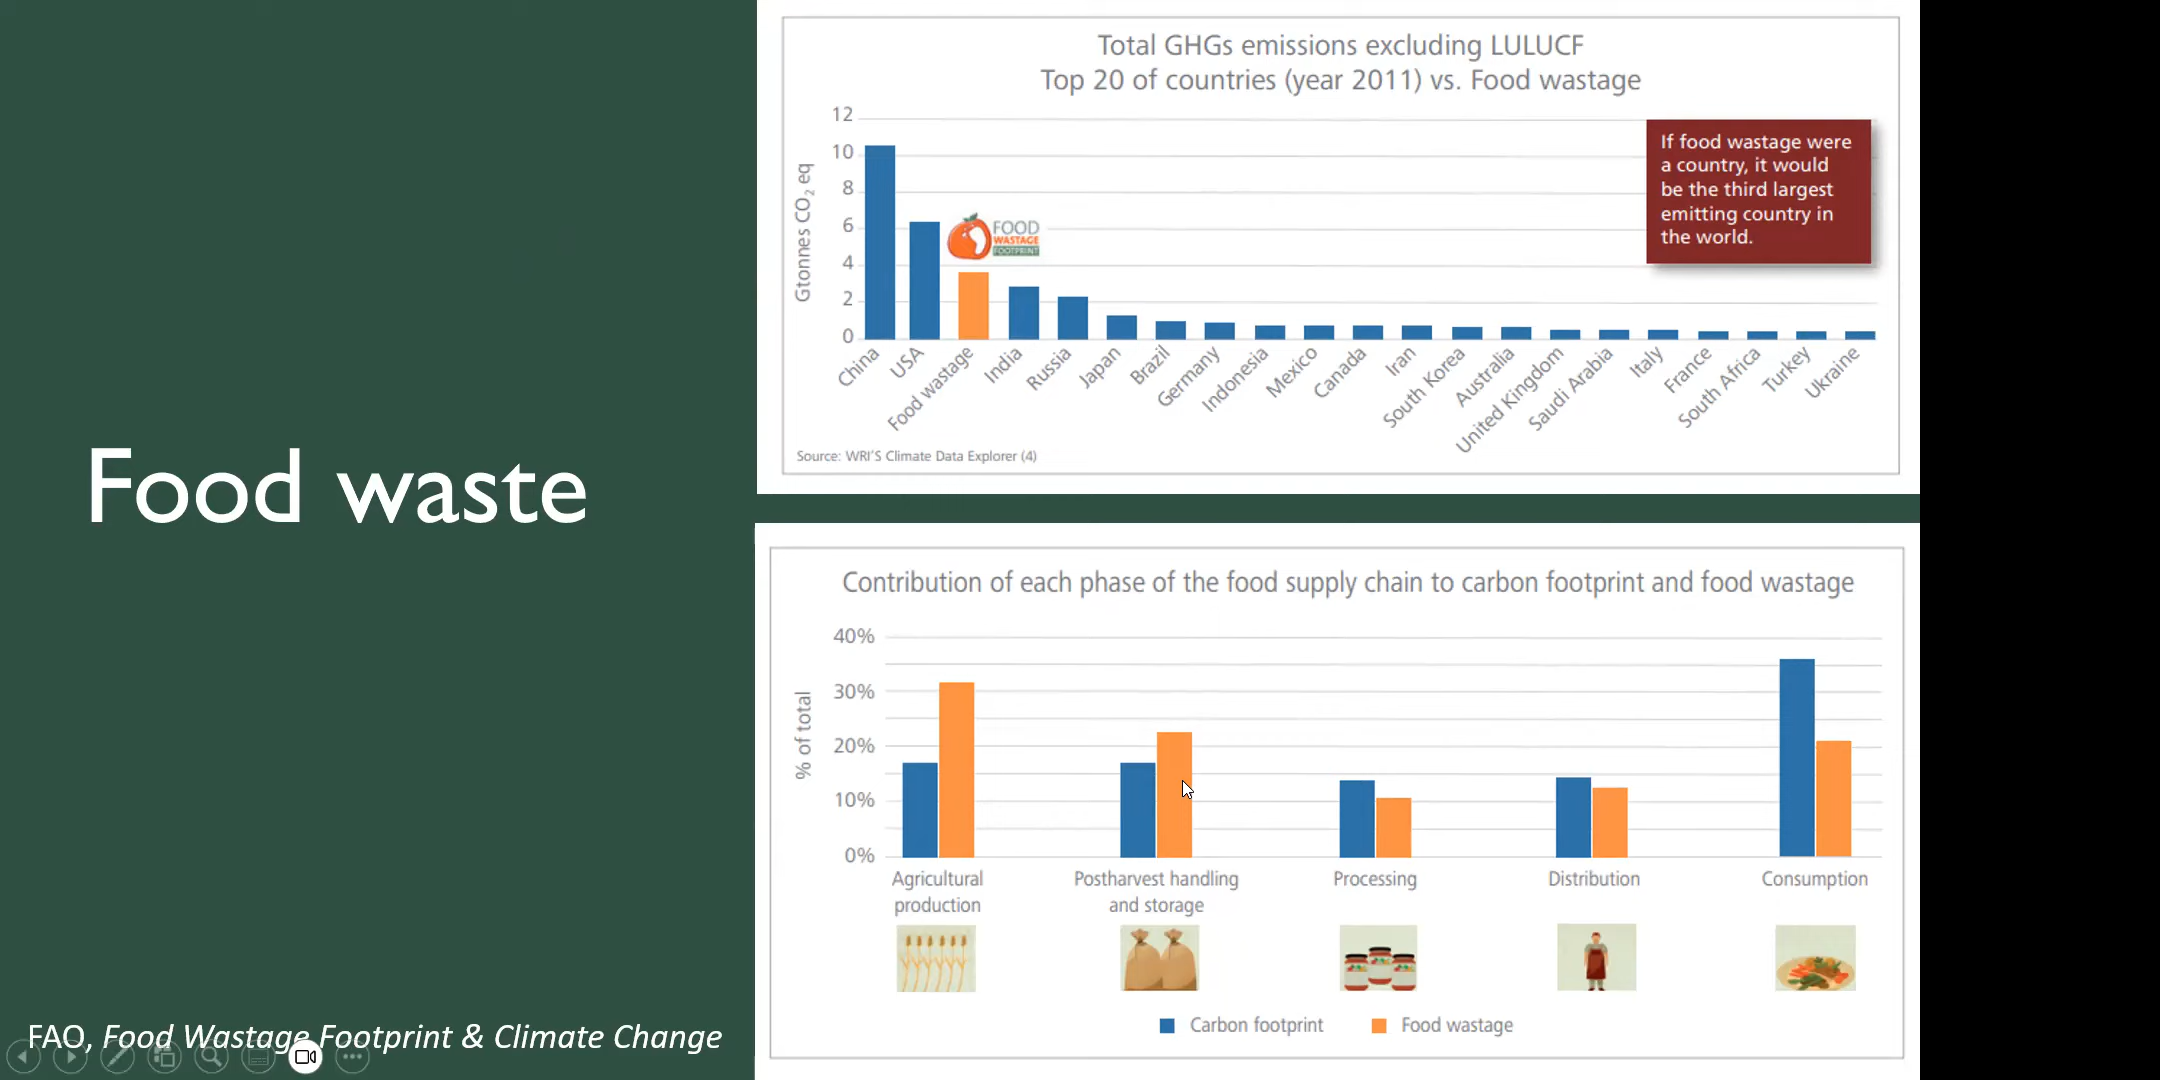 Food waste
FAO, Food Wastage Footprint & Climate Change
Total GHGs emissions excluding LULUCF
Top 20 of countries (year 2011) vs. Food wastage
Gtonnes CO₂ eq
12
10
8
6
4
2
0
FOOD
WASTAGE
FOOTPRINT
If food wastage were
a country, it would
be the third largest
emitting country in
the world.
China
USA
Food wastage
India
Russia
Japan
Brazil
Germany
Indonesia
Mexico
Canada
Iran
South Korea
Australia
United Kingdom
Saudi Arabia
Italy
France
South Africa
Turkey
Ukraine
Source: WRI'S Climate Data Explorer (4)
Contribution of each phase of the food supply chain to carbon footprint and food wastage
% of total
40%
30%
20%
10%
0%
Agricultural
production
Postharvest handling
and storage
Processing
Distribution
Consumption
Carbon footprint
Food wastage